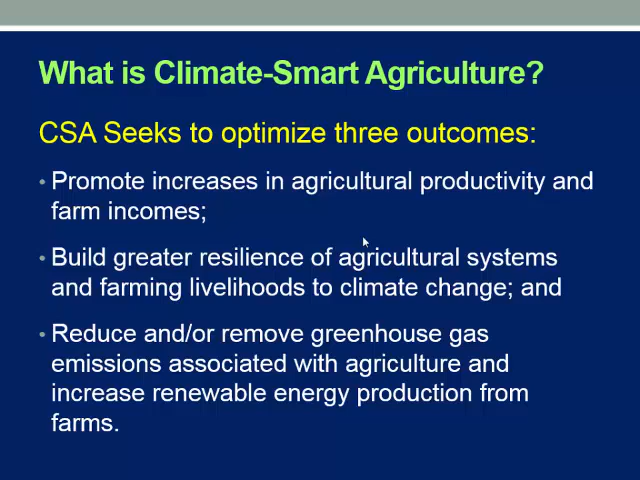 What is Climate-Smart Agriculture?
CSA Seeks to optimize three outcomes:
• Promote increases in agricultural productivity and
farm incomes;
• Build greater resilience of agricultural systems
and farming livelihoods to climate change; and
• Reduce and/or remove greenhouse gas
emissions associated with agriculture and
increase renewable energy production from
farms.